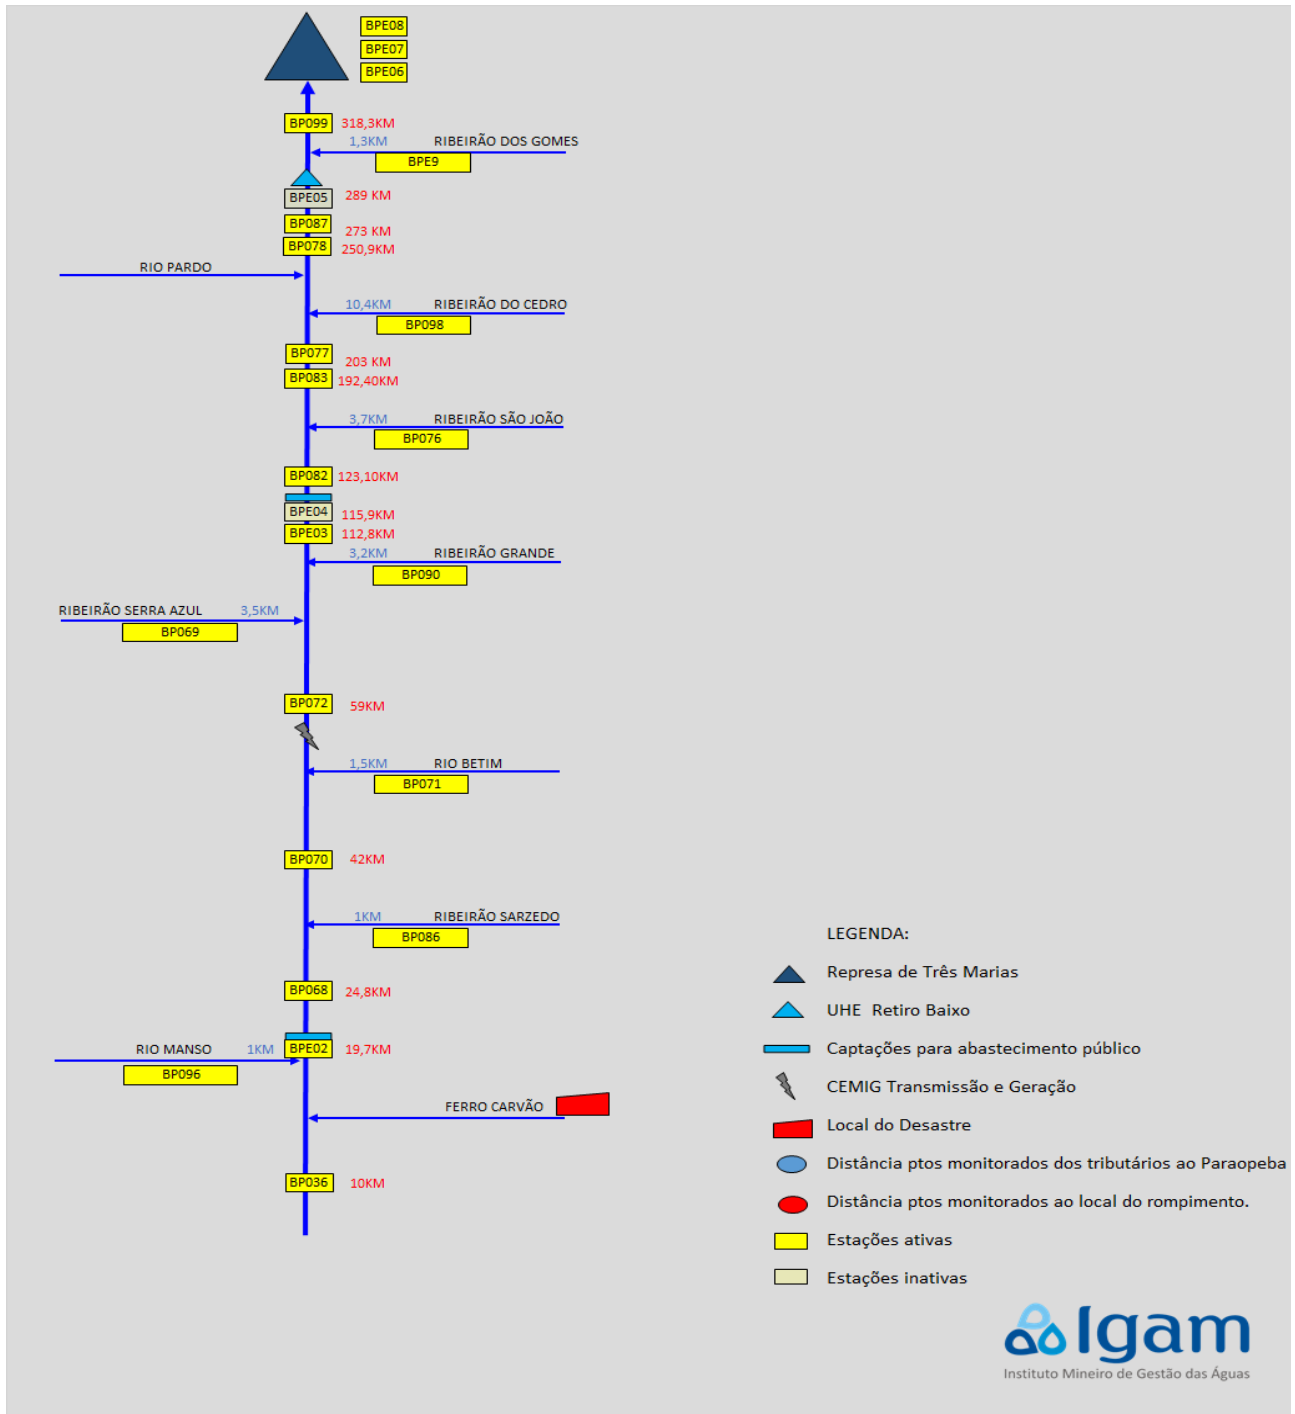 BPE08
BPE07
BPE06
BP099 318,3KM
1,3KM RIBEIRÃO DOS GOMES
BPE9
BPE05 289 KM
BP087 273 KM
BP078 250,9KM
RIO PARDO
10,4KM RIBEIRÃO DO CEDRO
BP098
BP077 203 KM
BP083 192,40KM
3,7KM RIBEIRÃO SÃO JOÃO
BP076
BP082 123,10KM
BPE04 115,9KM
BPE03 112,8KM
3,2KM RIBEIRÃO GRANDE
BP090
RIBEIRÃO SERRA AZUL 3,5KM
BP069
BP072 59KM
1,5KM RIO BETIM
BP071
BP070 42KM
1KM RIBEIRÃO SARZEDO
BP086
BP068 24,8KM
RIO MANSO 1KM BPE02 19,7KM
BP096
FERRO CARVÃO
BP036 10KM
LEGENDA:
Represa de Três Marias
UHE Retiro Baixo
Captações para abastecimento público
CEMIG Transmissão e Geração
Local do Desastre
Distância ptos monitorados dos tributários ao Paraopeba
Distância ptos monitorados ao local do rompimento.
Estações ativas
Estações inativas
Igam
Instituto Mineiro de Gestão das Águas